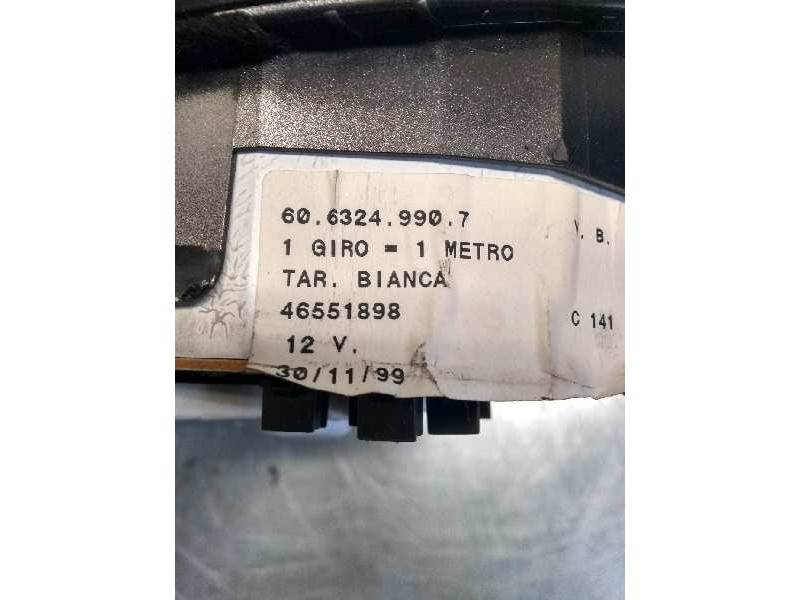 60.6324.990.7
V. B.
1 GIRO = 1 METRO
TAR. BIANCA
46551898
C 141
12 V.
30/11/99